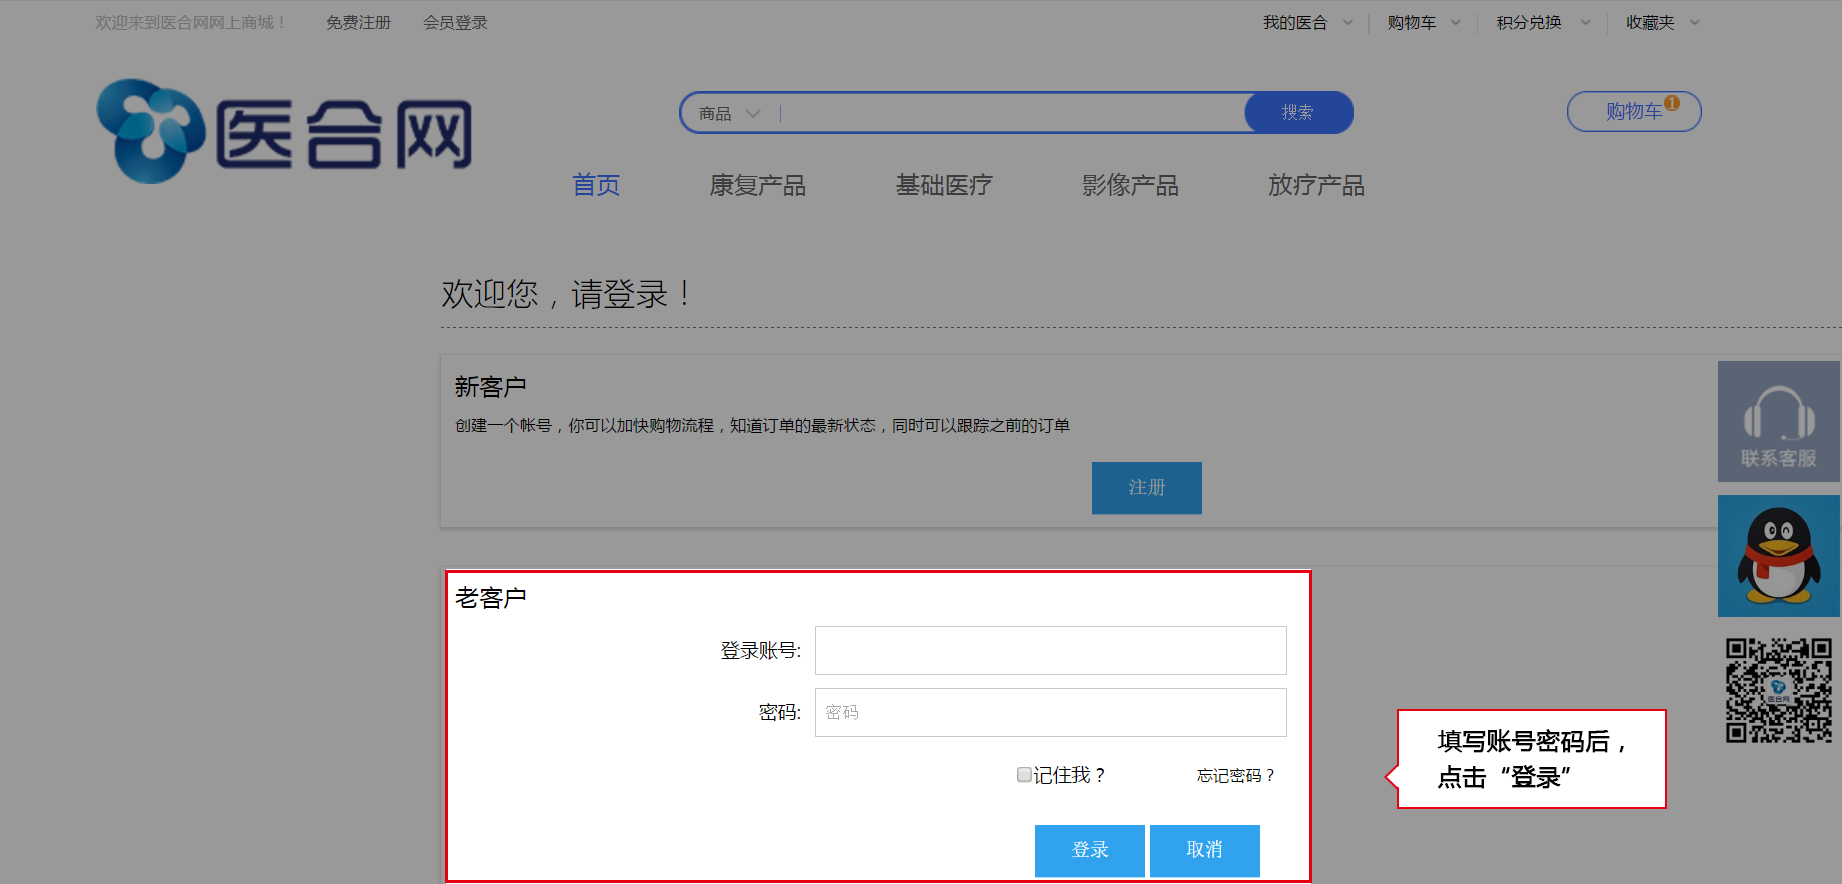 欢迎来到医合网网上商城！ 免费注册 会员登录 我的医合 购物车 积分兑换 收藏夹
医合网
商品 搜索 购物车 1
首页 康复产品 基础医疗 影像产品 放疗产品
欢迎您，请登录！
新客户
创建一个帐号，你可以加快购物流程，知道订单的最新状态，同时可以跟踪之前的订单
注册
联系客服
老客户
登录账号:
密码: 密码
医合网
记住我？ 忘记密码？
填写账号密码后，
点击“登录”
登录 取消